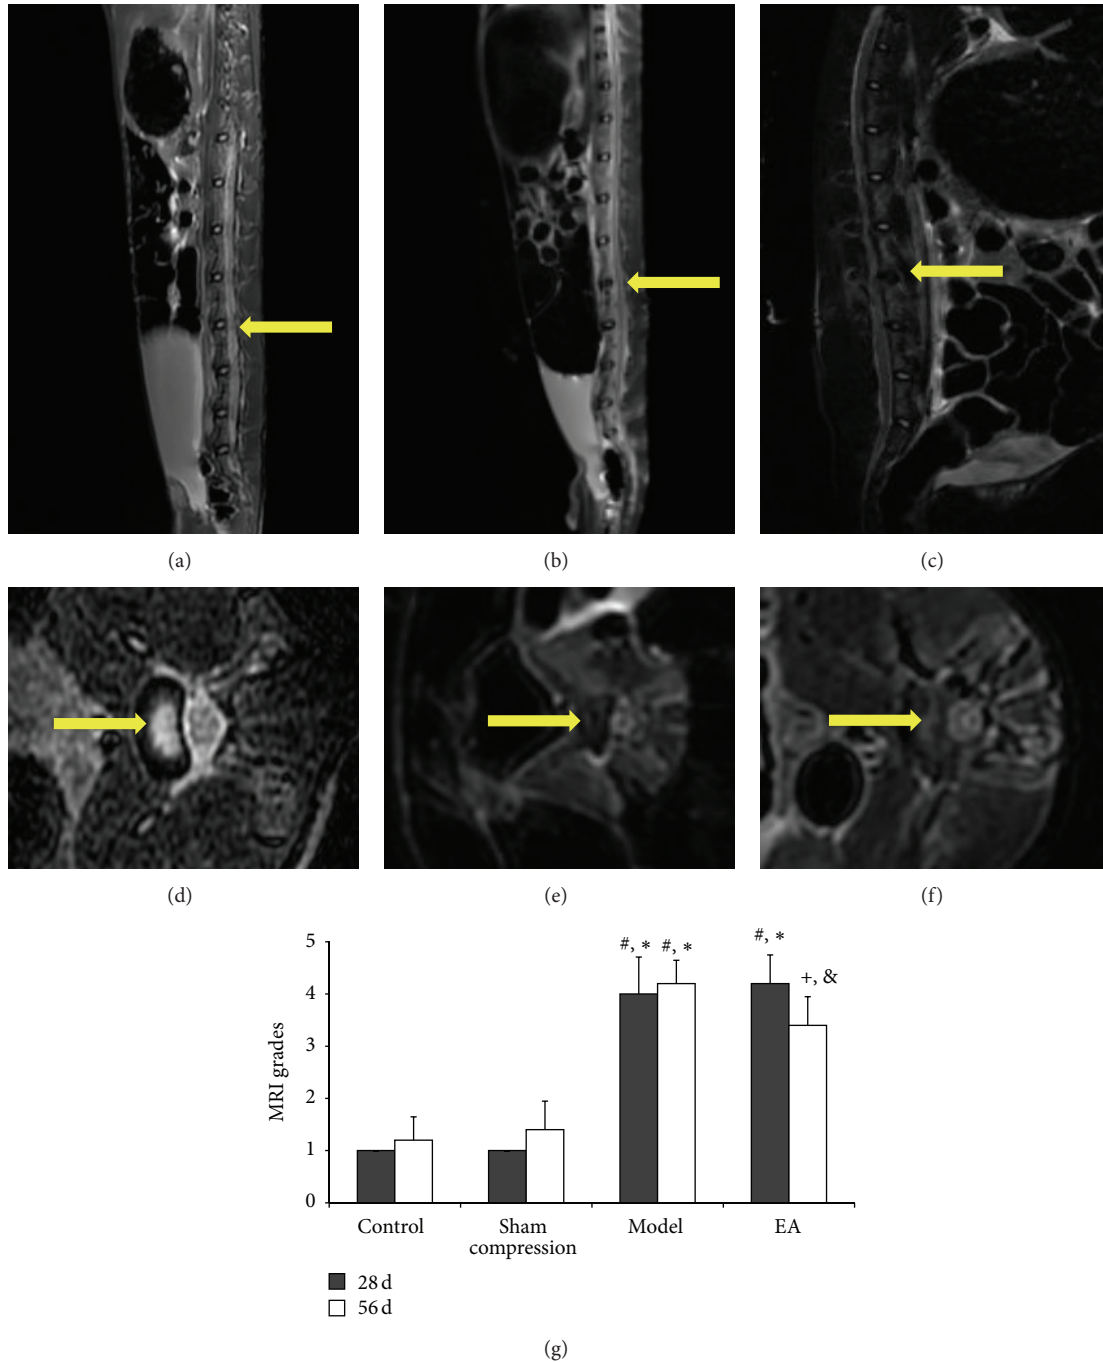 (a)
(b)
(c)
(d)
(e)
(f)
5
4
3
2
1
0
MRI grades
#, *
#, *
#, *
+, &
Control
Sham
compression
Model
EA
28 d
56 d
(g)